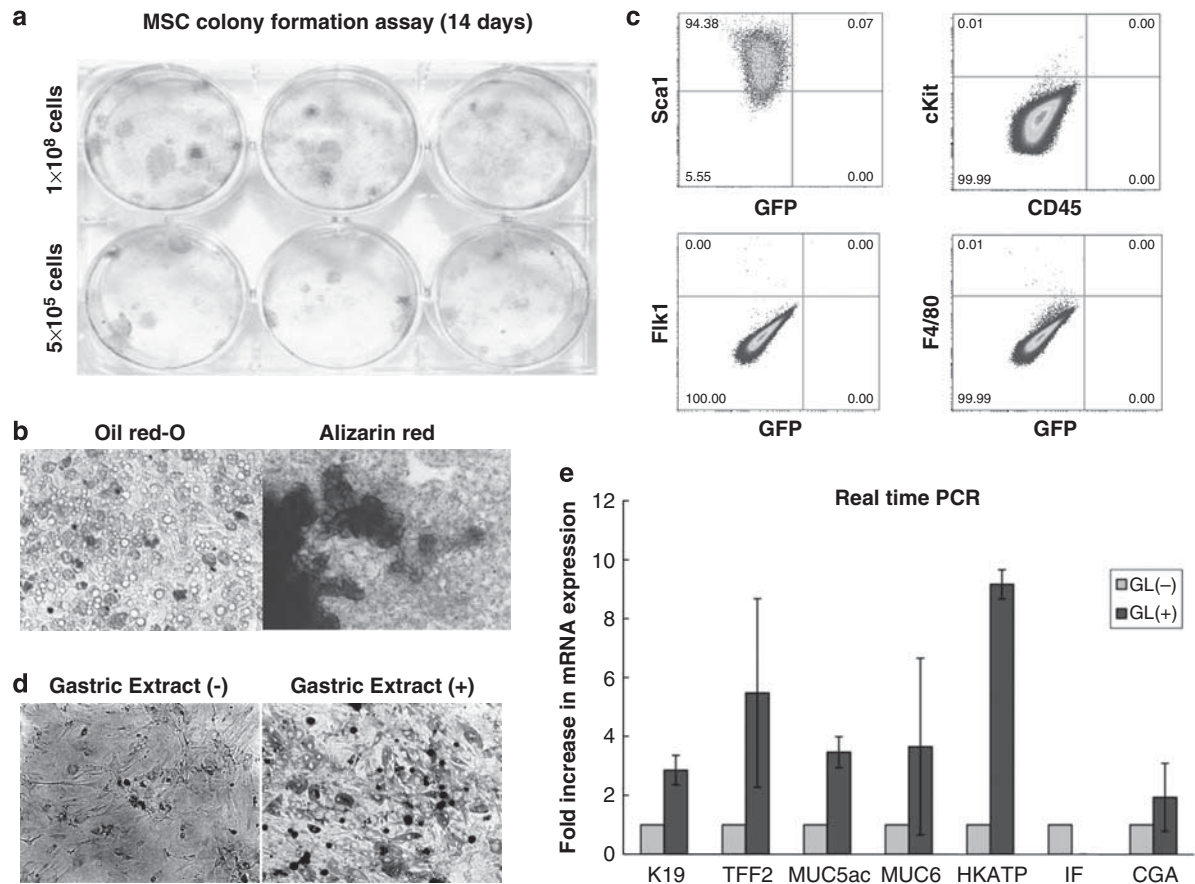 a
MSC colony formation assay (14 days)
1×10⁸ cells
5×10⁵ cells
b
Oil red-O
Alizarin red
d
Gastric Extract (-)
Gastric Extract (+)
c
94.38
0.07
Sca1
5.55
0.00
GFP
0.01
0.00
cKit
99.99
0.00
CD45
0.00
0.00
Flk1
100.00
0.00
GFP
0.01
0.00
F4/80
99.99
0.00
GFP
e
Real time PCR
Fold increase in mRNA expression
12
10
8
6
4
2
0
GL(–)
GL(+)
K19
TFF2
MUC5ac
MUC6
HKATP
IF
CGA